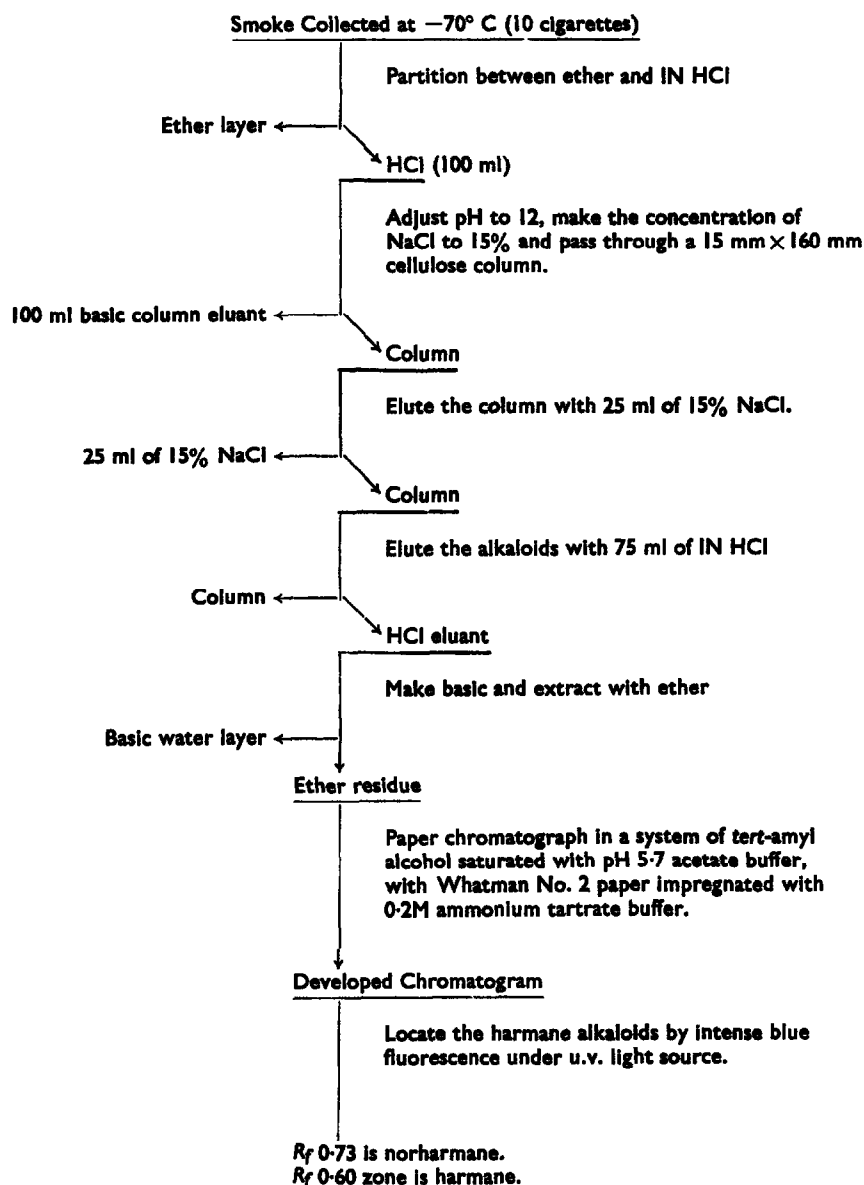 Smoke Collected at −70° C (10 cigarettes)
Partition between ether and IN HCl
Ether layer
HCl (100 ml)
Adjust pH to 12, make the concentration of
NaCl to 15% and pass through a 15 mm × 160 mm
cellulose column.
100 ml basic column eluant
Column
Elute the column with 25 ml of 15% NaCl.
25 ml of 15% NaCl
Column
Elute the alkaloids with 75 ml of IN HCl
Column
HCl eluant
Make basic and extract with ether
Basic water layer
Ether residue
Paper chromatograph in a system of tert-amyl
alcohol saturated with pH 5·7 acetate buffer,
with Whatman No. 2 paper impregnated with
0·2M ammonium tartrate buffer.
Developed Chromatogram
Locate the harmane alkaloids by intense blue
fluorescence under u.v. light source.
Rf 0·73 is norharmane.
Rf 0·60 zone is harmane.